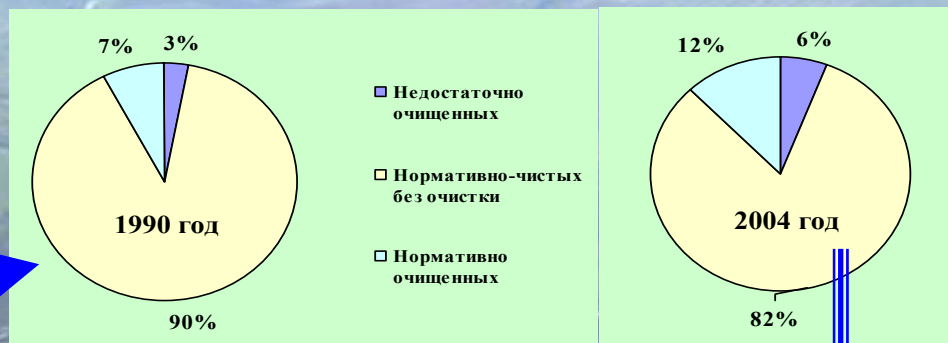 7%
3%
1990 год
90%
Недостаточно
очищенных
Нормативно-чистых
без очистки
Нормативно
очищенных
12%
6%
2004 год
82%